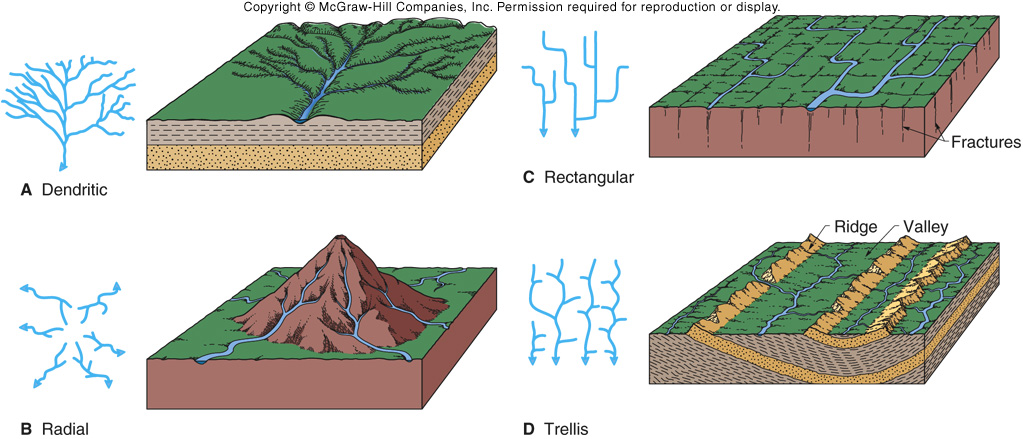 Copyright © McGraw-Hill Companies, Inc. Permission required for reproduction or display.
A Dendritic
Fractures
C Rectangular
B Radial
Ridge
Valley
D Trellis